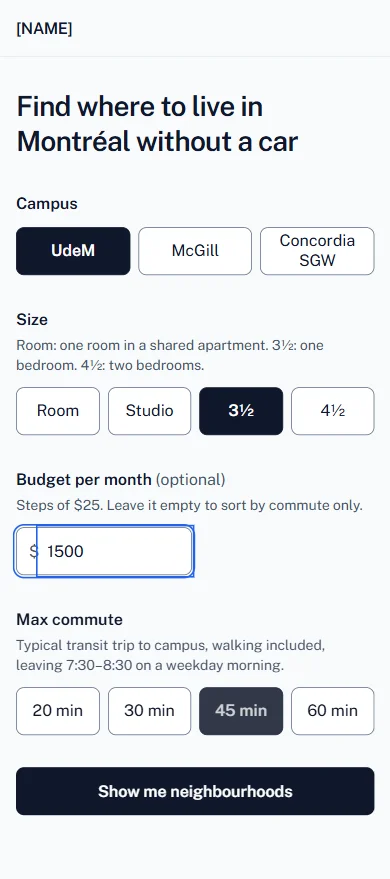 [NAME]
Find where to live in
Montréal without a car
Campus
UdeM
McGill
Concordia
SGW
Size
Room: one room in a shared apartment. 3½: one
bedroom. 4½: two bedrooms.
Room
Studio
3½
4½
Budget per month (optional)
Steps of $25. Leave it empty to sort by commute only.
$ 1500
Max commute
Typical transit trip to campus, walking included,
leaving 7:30–8:30 on a weekday morning.
20 min
30 min
45 min
60 min
Show me neighbourhoods